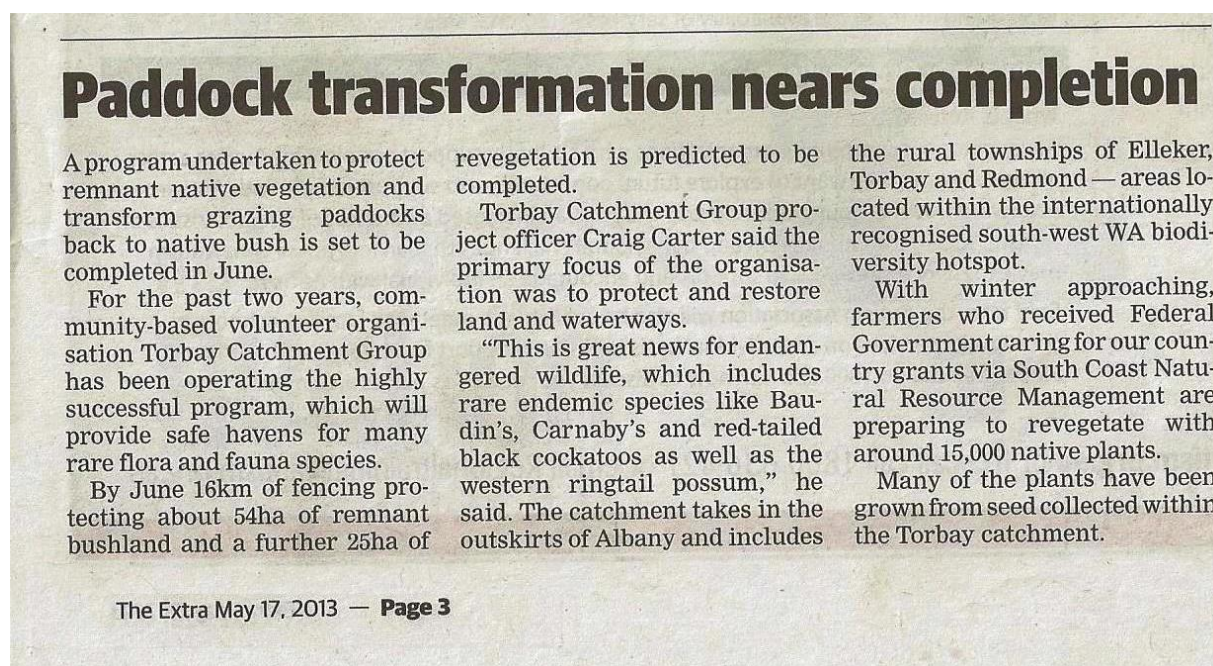 Paddock transformation nears completion
A program undertaken to protect
remnant native vegetation and
transform grazing paddocks
back to native bush is set to be
completed in June.
For the past two years, com-
munity-based volunteer organi-
sation Torbay Catchment Group
has been operating the highly
successful program, which will
provide safe havens for many
rare flora and fauna species.
By June 16km of fencing pro-
tecting about 54ha of remnant
bushland and a further 25ha of
revegetation is predicted to be
completed.
Torbay Catchment Group pro-
ject officer Craig Carter said the
primary focus of the organisa-
tion was to protect and restore
land and waterways.
“This is great news for endan-
gered wildlife, which includes
rare endemic species like Bau-
din’s, Carnaby’s and red-tailed
black cockatoos as well as the
western ringtail possum,” he
said. The catchment takes in the
outskirts of Albany and includes
the rural townships of Elleker,
Torbay and Redmond — areas lo-
cated within the internationally
recognised south-west WA biodi-
versity hotspot.
With winter approaching,
farmers who received Federal
Government caring for our coun-
try grants via South Coast Natu-
ral Resource Management are
preparing to revegetate with
around 15,000 native plants.
Many of the plants have been
grown from seed collected within
the Torbay catchment.
The Extra May 17, 2013 — Page 3